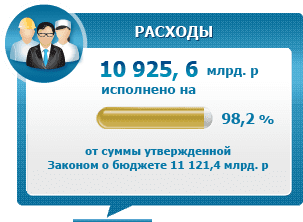 РАСХОДЫ
10 925, 6 млрд. р
исполнено на
98,2 %
от суммы утвержденной
Законом о бюджете 11 121,4 млрд. р